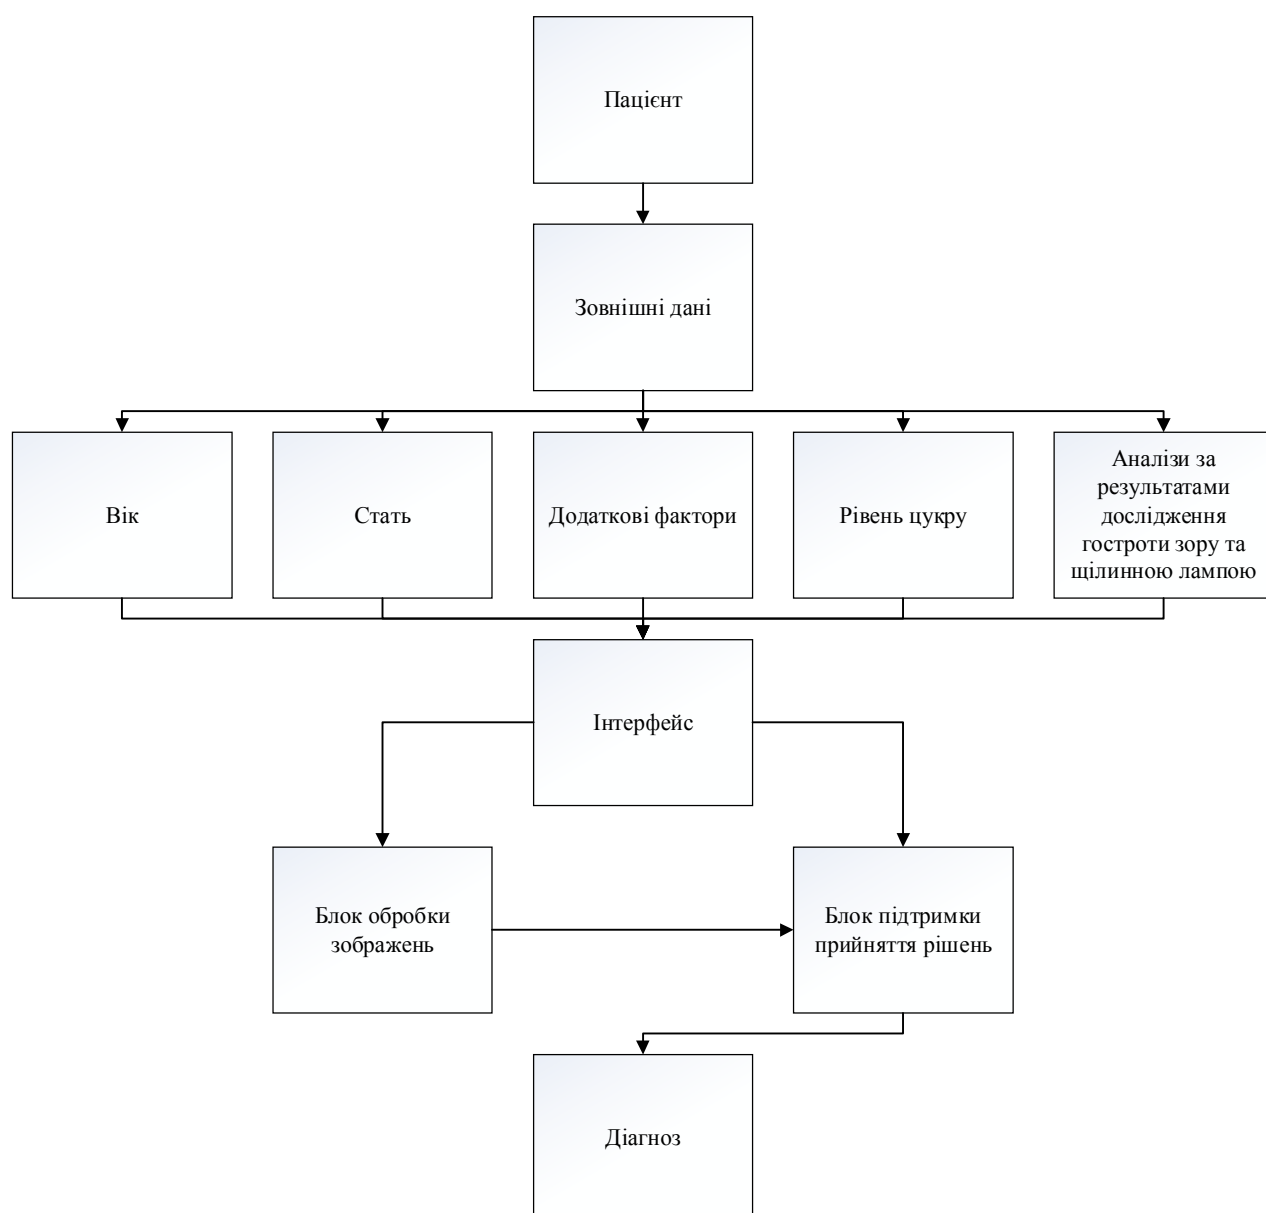 Пацієнт
Зовнішні дані
Вік
Стать
Додаткові фактори
Рівень цукру
Аналізи за
результатами
дослідження
гостроти зору та
щілинною лампою
Інтерфейс
Блок обробки
зображень
Блок підтримки
прийняття рішень
Діагноз